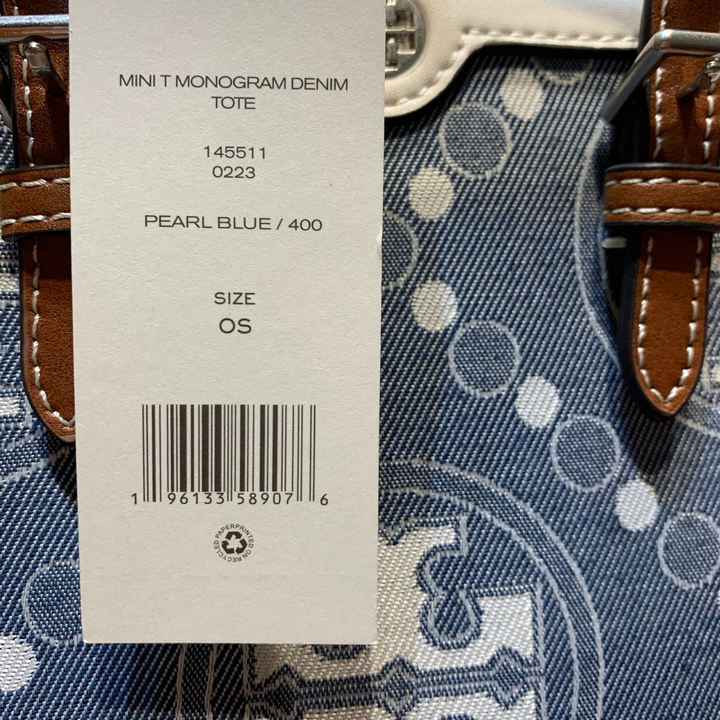 MINI T MONOGRAM DENIM
TOTE
145511
0223
PEARL BLUE / 400
SIZE
OS
1 96133 58907 6
PRINTED ON RECYCLED PAPER